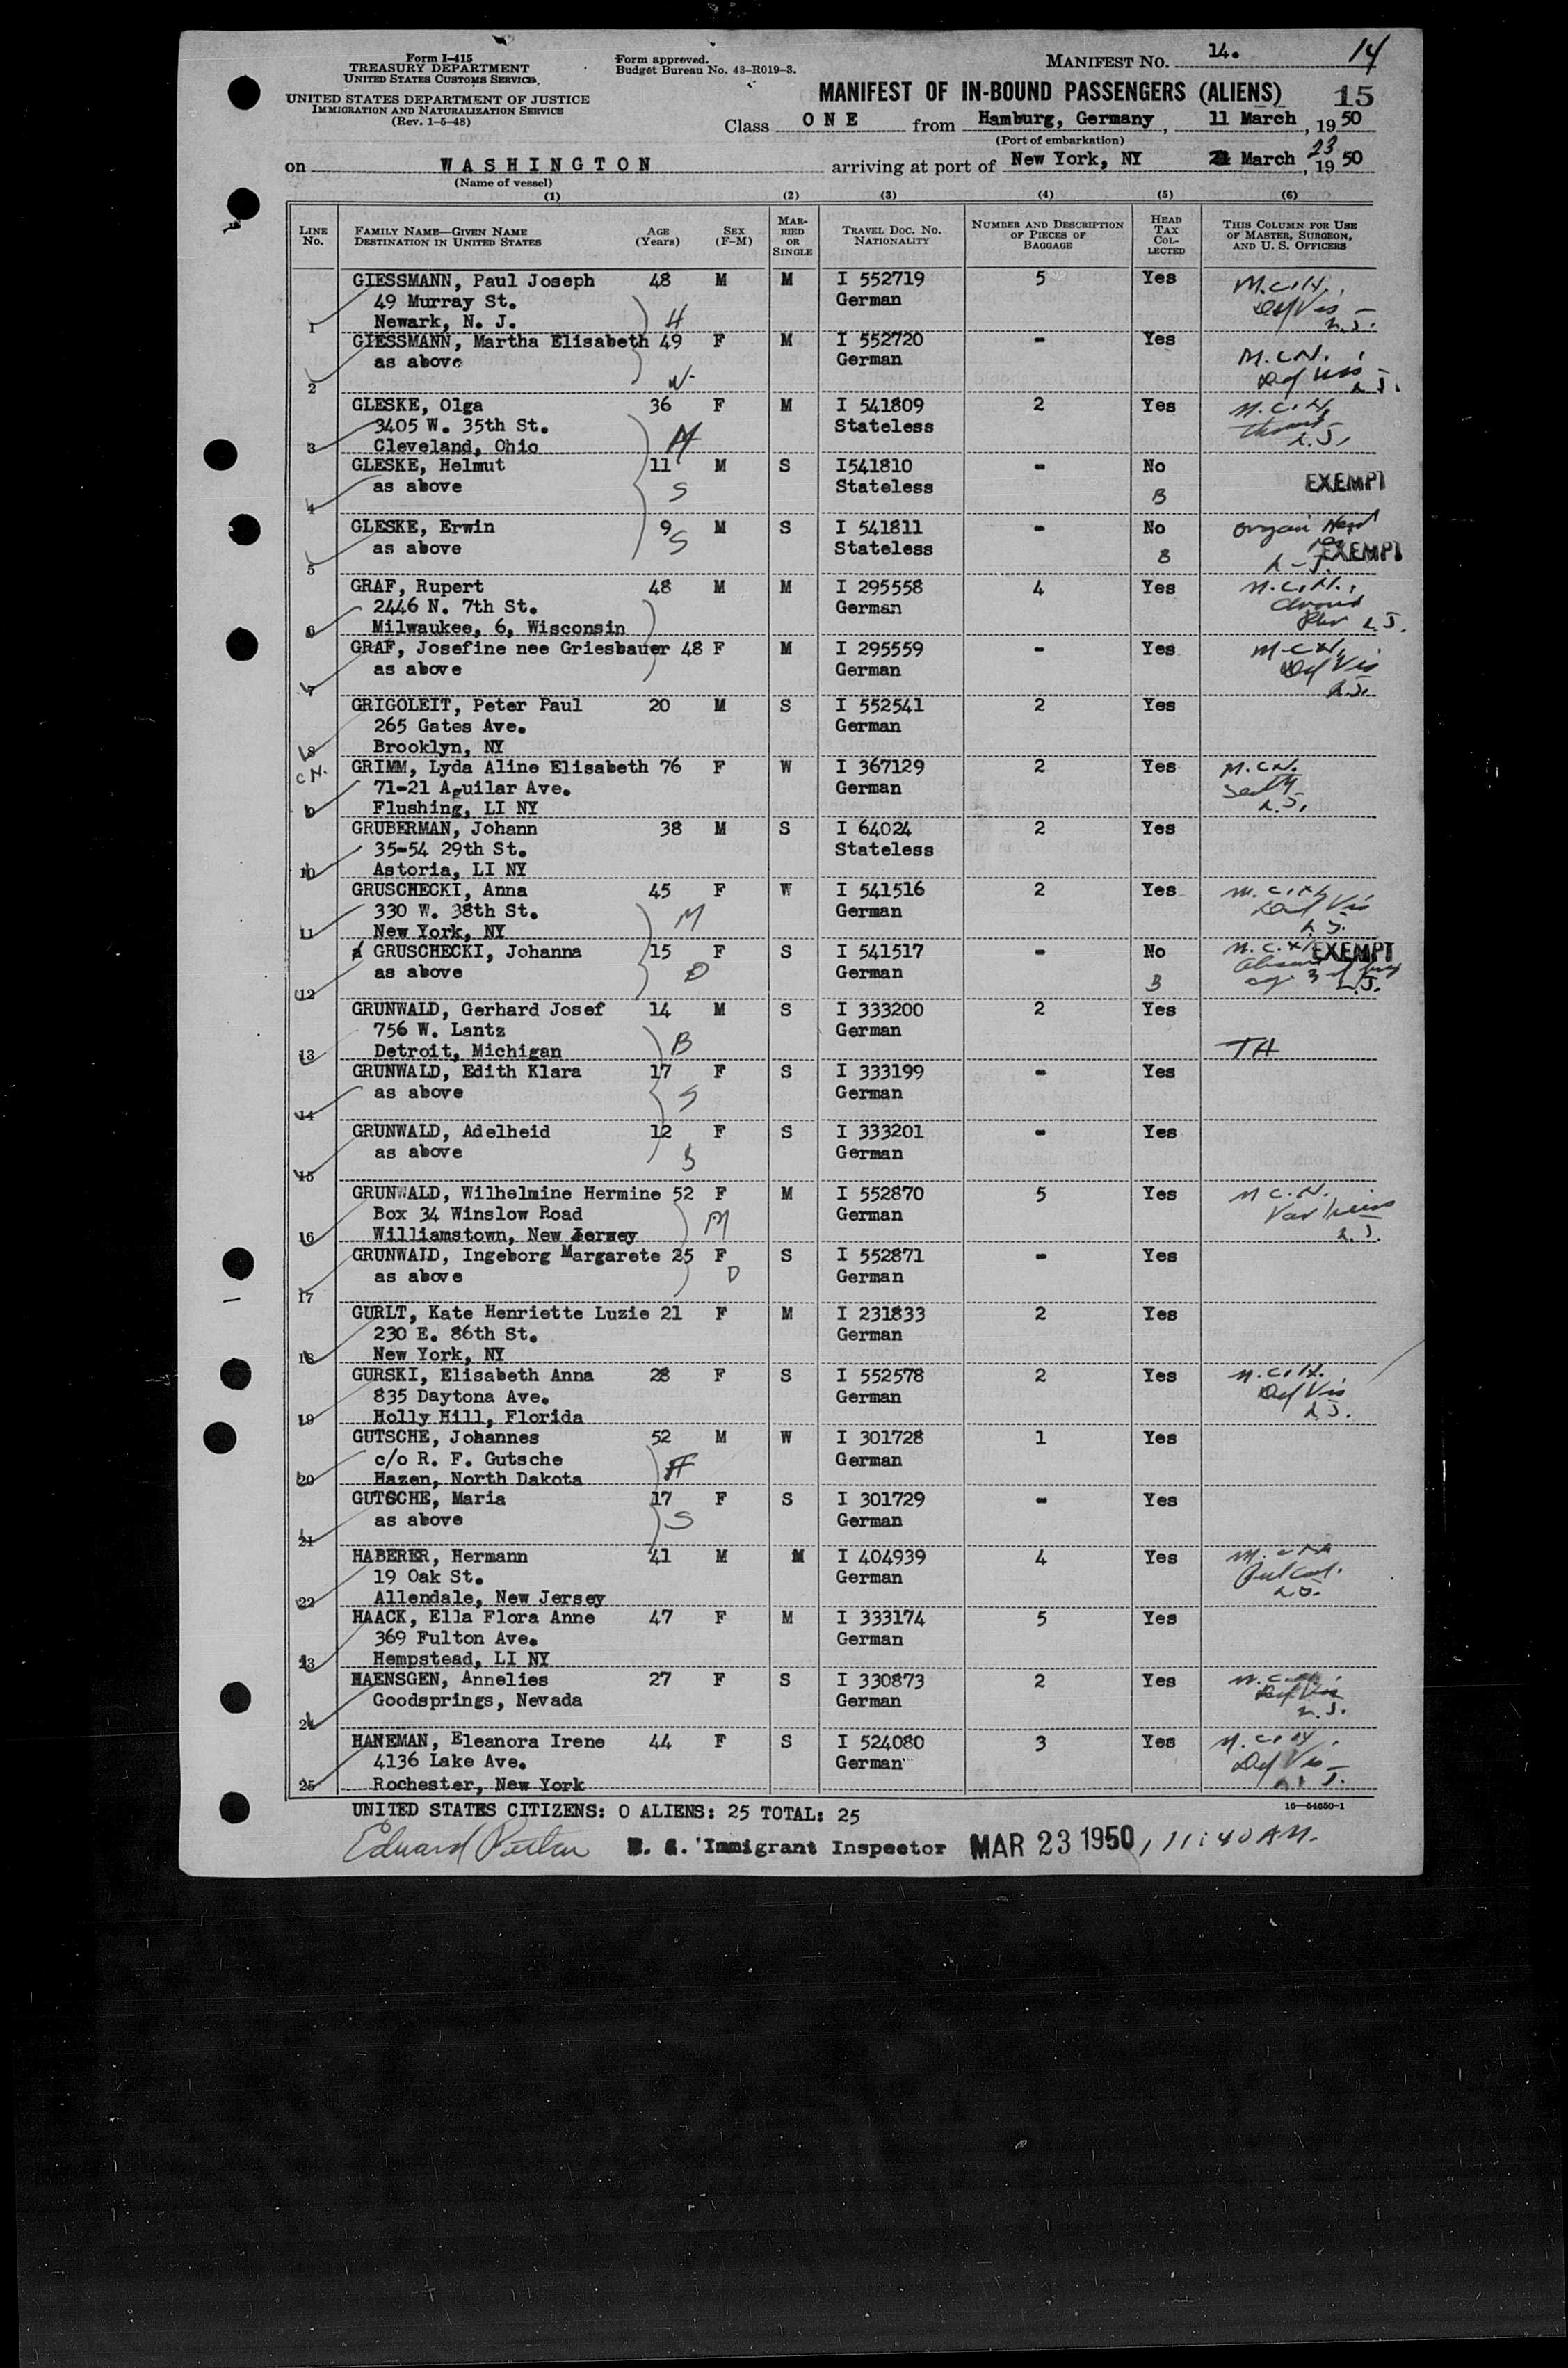 Form I-415
TREASURY DEPARTMENT
UNITED STATES CUSTOMS SERVICE
UNITED STATES DEPARTMENT OF JUSTICE
IMMIGRATION AND NATURALIZATION SERVICE
(Rev. 1-5-48)
Form approved.
Budget Bureau No. 43-R019-3.
MANIFEST NO. 14. 14
MANIFEST OF IN-BOUND PASSENGERS (ALIENS) 15
Class ONE from Hamburg, Germany, 11 March, 1950
(Port of embarkation)
on WASHINGTON arriving at port of New York, NY March 23, 1950
(Name of vessel)
(1) (2) (3) (4) (5) (6)
LINE No. FAMILY NAME—GIVEN NAME DESTINATION IN UNITED STATES AGE (Years) SEX (F-M) MARRIED OR SINGLE TRAVEL DOC. NO. NATIONALITY NUMBER AND DESCRIPTION OF PIECES OF BAGGAGE HEAD TAX COLLECTED THIS COLUMN FOR USE OF MASTER, SURGEON, AND U. S. OFFICERS
GIESSMANN, Paul Joseph 48 M M I 552719 5 Yes M.C.N.
49 Murray St. German Def Vis
1 Newark, N. J. H L.J.
GIESSMANN, Martha Elisabeth 49 F M I 552720 - Yes M.C.N.
as above German Def Vis
2 W L.J.
GLESKE, Olga 36 F M I 541809 2 Yes M.C.N.
3405 W. 35th St. Stateless
3 Cleveland, Ohio M L.J.
GLESKE, Helmut 11 M S I541810 - No
as above Stateless EXEMPT
4 S B
GLESKE, Erwin 9 M S I 541811 - No
as above S Stateless EXEMPT
5 8 L.J.
GRAF, Rupert 48 M M I 295558 4 Yes M.C.N.
2446 N. 7th St. German
6 Milwaukee, 6, Wisconsin L.J.
GRAF, Josefine nee Griesbauer 48 F M I 295559 - Yes M.C.N.
as above German Def Vis
7 L.J.
GRIGOLEIT, Peter Paul 20 M S I 552541 2 Yes
265 Gates Ave. German
8 Brooklyn, NY
C N. GRIMM, Lyda Aline Elisabeth 76 F W I 367129 2 Yes M.C.N.
71-21 Aguilar Ave. German
9 Flushing, LI NY L.J.
GRUBERMAN, Johann 38 M S I 64024 2 Yes
35-54 29th St. Stateless
10 Astoria, LI NY
GRUSCHECKI, Anna 45 F W I 541516 2 Yes M.C.N.
330 W. 38th St. M German Def Vis
11 New York, NY L.J.
GRUSCHECKI, Johanna 15 F S I 541517 - No M.C.N. EXEMPT
as above D German
12 B L.J.
GRUNWALD, Gerhard Josef 14 M S I 333200 2 Yes
756 W. Lantz German
13 Detroit, Michigan B TH
GRUNWALD, Edith Klara 17 F S I 333199 - Yes
as above German
14 S
GRUNWALD, Adelheid 12 F S I 333201 - Yes
as above German
15 S
GRUNWALD, Wilhelmine Hermine 52 F M I 552870 5 Yes M.C.N.
Box 34 Winslow Road M German Var Veins
16 Williamstown, New Jersey L.J.
GRUNWALD, Ingeborg Margarete 25 F S I 552871 - Yes
as above D German
17
GURLT, Kate Henriette Luzie 21 F M I 231833 2 Yes
230 E. 86th St. German
18 New York, NY
GURSKI, Elisabeth Anna 28 F S I 552578 2 Yes M.C.N.
835 Daytona Ave. German Def Vis
19 Holly Hill, Florida L.J.
GUTSCHE, Johannes 52 M W I 301728 1 Yes
c/o R. F. Gutsche German
20 Hazen, North Dakota F
GUTSCHE, Maria 17 F S I 301729 - Yes
as above S German
21
HABERER, Hermann 41 M M I 404939 4 Yes
19 Oak St. German
22 Allendale, New Jersey L.J.
HAACK, Ella Flora Anne 47 F M I 333174 5 Yes
369 Fulton Ave. German
23 Hempstead, LI NY
HAENSGEN, Annelies 27 F S I 330873 2 Yes M.C.N.
Goodsprings, Nevada German Def Vis
24 L.J.
HANEMAN, Eleanora Irene 44 F S I 524080 3 Yes M.C.N.
4136 Lake Ave. German Def Vis
25 Rochester, New York L.J.
UNITED STATES CITIZENS: 0 ALIENS: 25 TOTAL: 25
16—54650-1
Edward U. S. Immigrant Inspector MAR 23 1950, 11:40 AM.